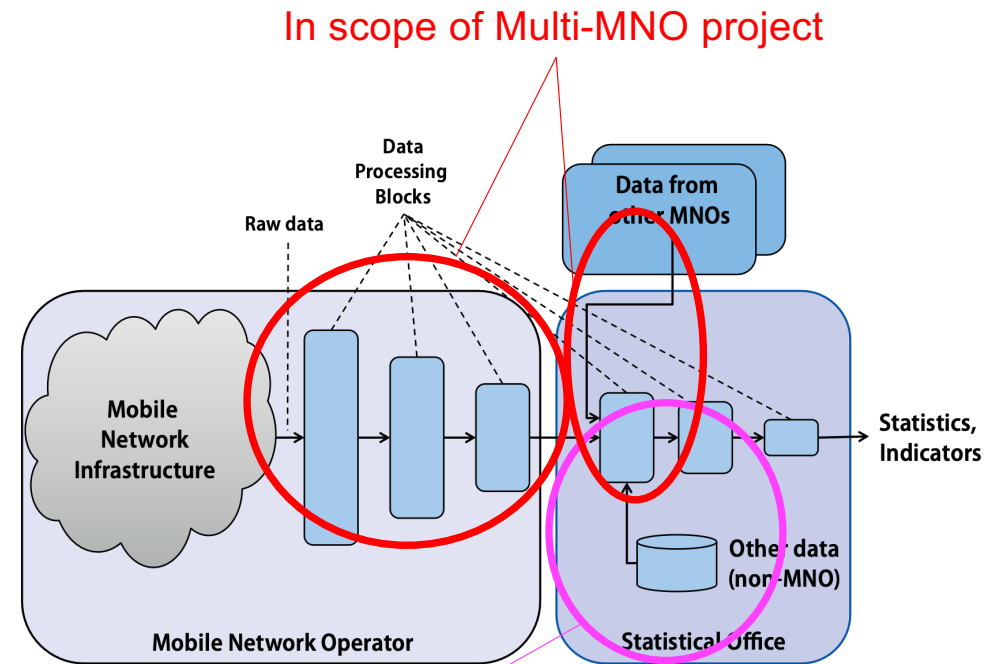 In scope of Multi-MNO project
Data
Processing
Blocks
Raw data
Data from
other MNOs
Mobile
Network
Infrastructure
Statistics,
Indicators
Other data
(non-MNO)
Mobile Network Operator
Statistical Office